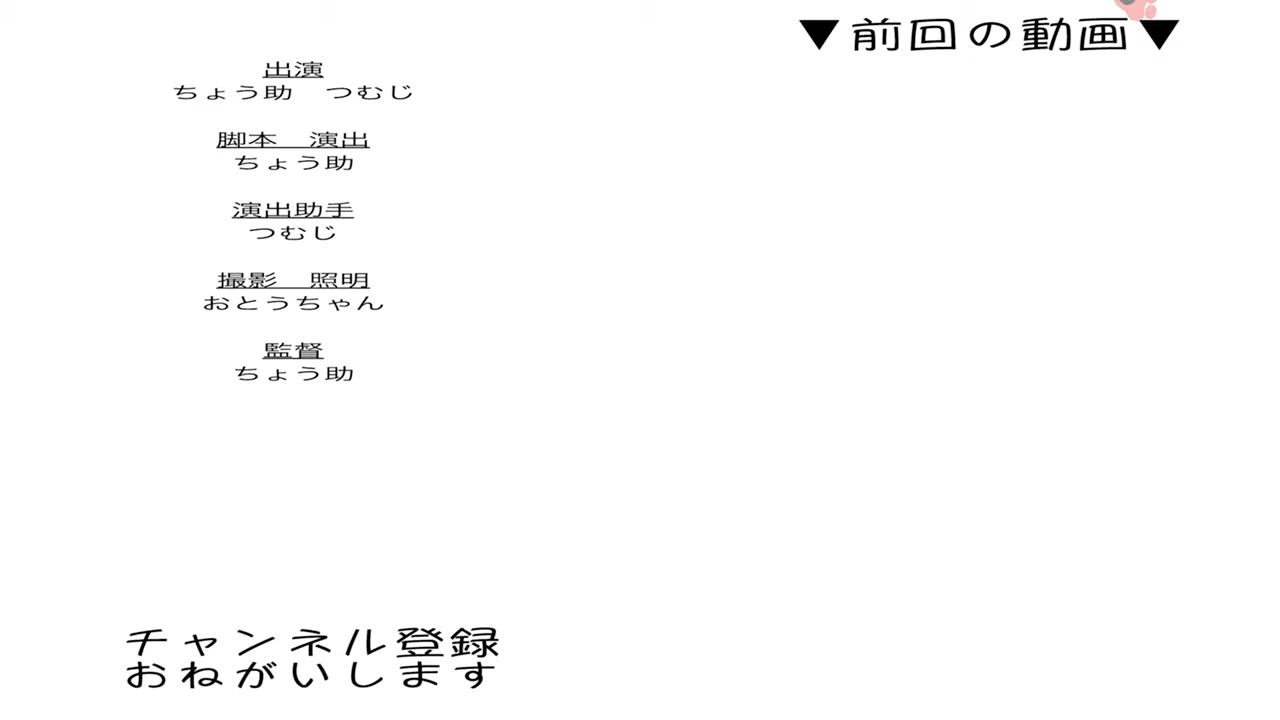 ▼前回の動画▼
出演
ちょう助　つむじ
脚本　演出
ちょう助
演出助手
つむじ
撮影　照明
おとうちゃん
監督
ちょう助
チャンネル登録
おねがいします